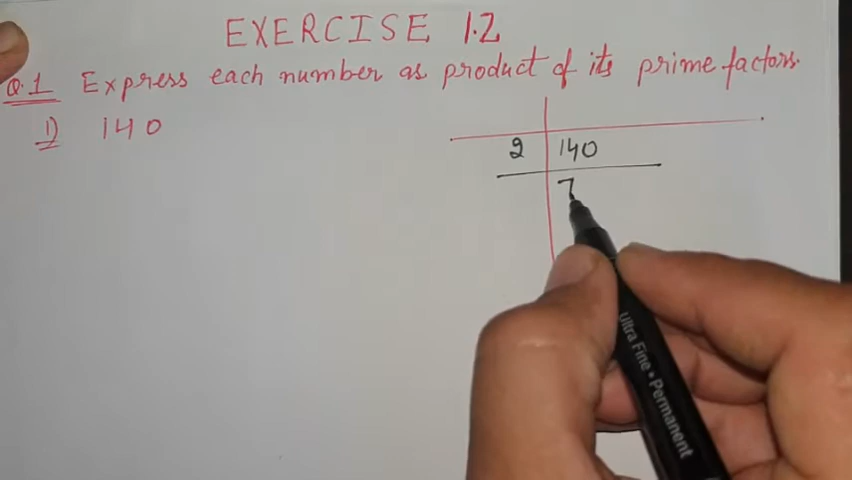 EXERCISE 1.2
Q.1 Express each number as product of its prime factors.
1) 140
2 140
7
Ultra Fine • Permanent